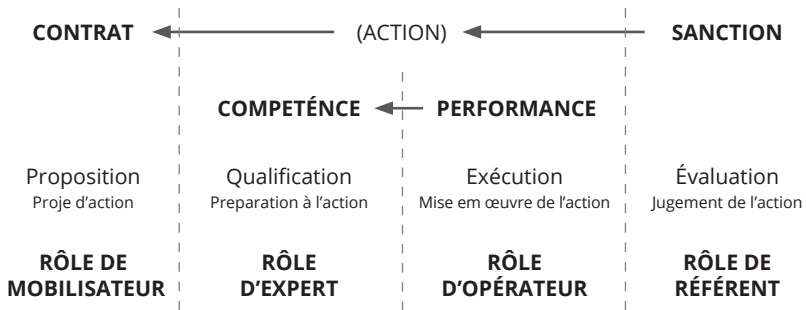 CONTRAT (ACTION) SANCTION
COMPETÉNCE PERFORMANCE
Proposition Qualification Exécution Évaluation
Proje d’action Preparation à l’action Mise em œuvre de l’action Jugement de l’action
RÔLE DE RÔLE RÔLE RÔLE DE
MOBILISATEUR D’EXPERT D’OPÉRATEUR RÉFÉRENT